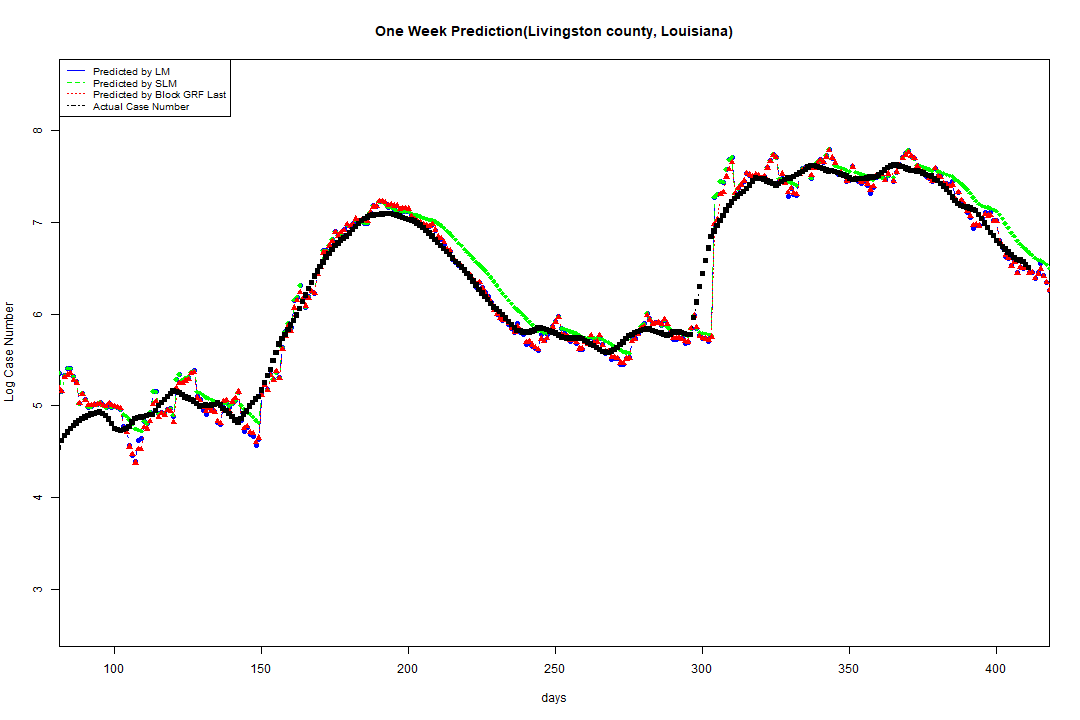 One Week Prediction(Livingston county, Louisiana)
Predicted by LM
Predicted by SLM
Predicted by Block GRF Last
Actual Case Number
8
7
6
5
4
3
Log Case Number
100 150 200 250 300 350 400
days